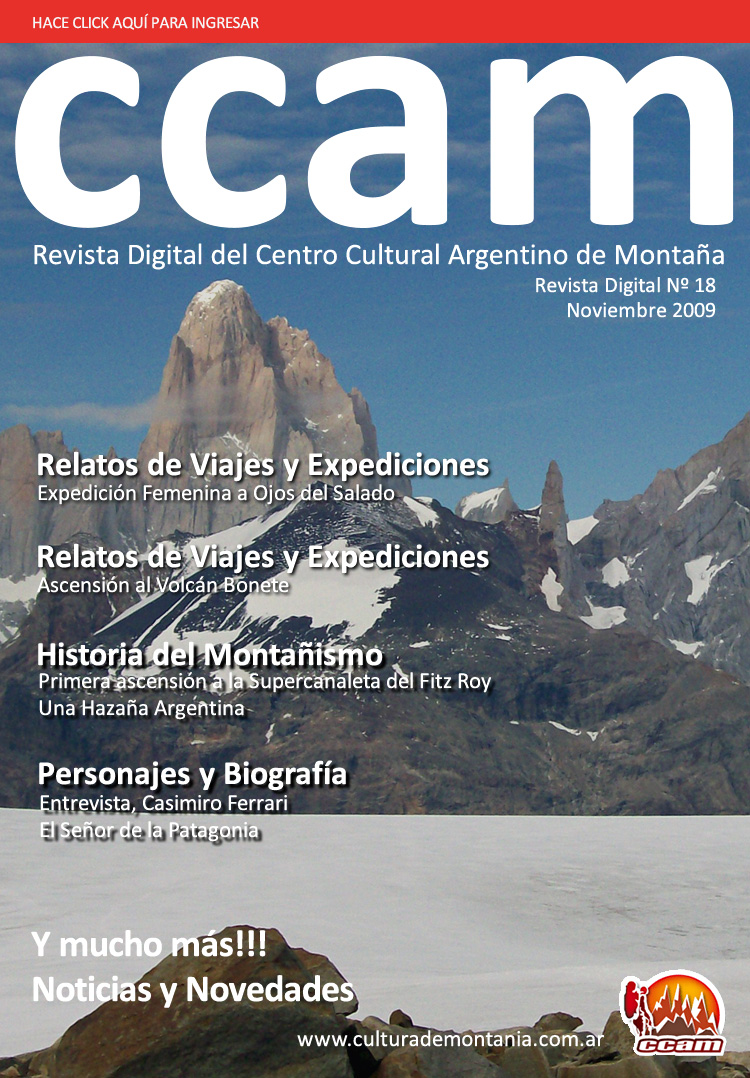 HACE CLICK AQUÍ PARA INGRESAR
ccam
Revista Digital del Centro Cultural Argentino de Montaña
Revista Digital Nº 18
Noviembre 2009
Relatos de Viajes y Expediciones
Expedición Femenina a Ojos del Salado
Relatos de Viajes y Expediciones
Ascensión al Volcán Bonete
Historia del Montañismo
Primera ascensión a la Supercanaleta del Fitz Roy
Una Hazaña Argentina
Personajes y Biografía
Entrevista, Casimiro Ferrari
El Señor de la Patagonia
Y mucho más!!!
Noticias y Novedades
www.culturademontania.com.ar
ccam